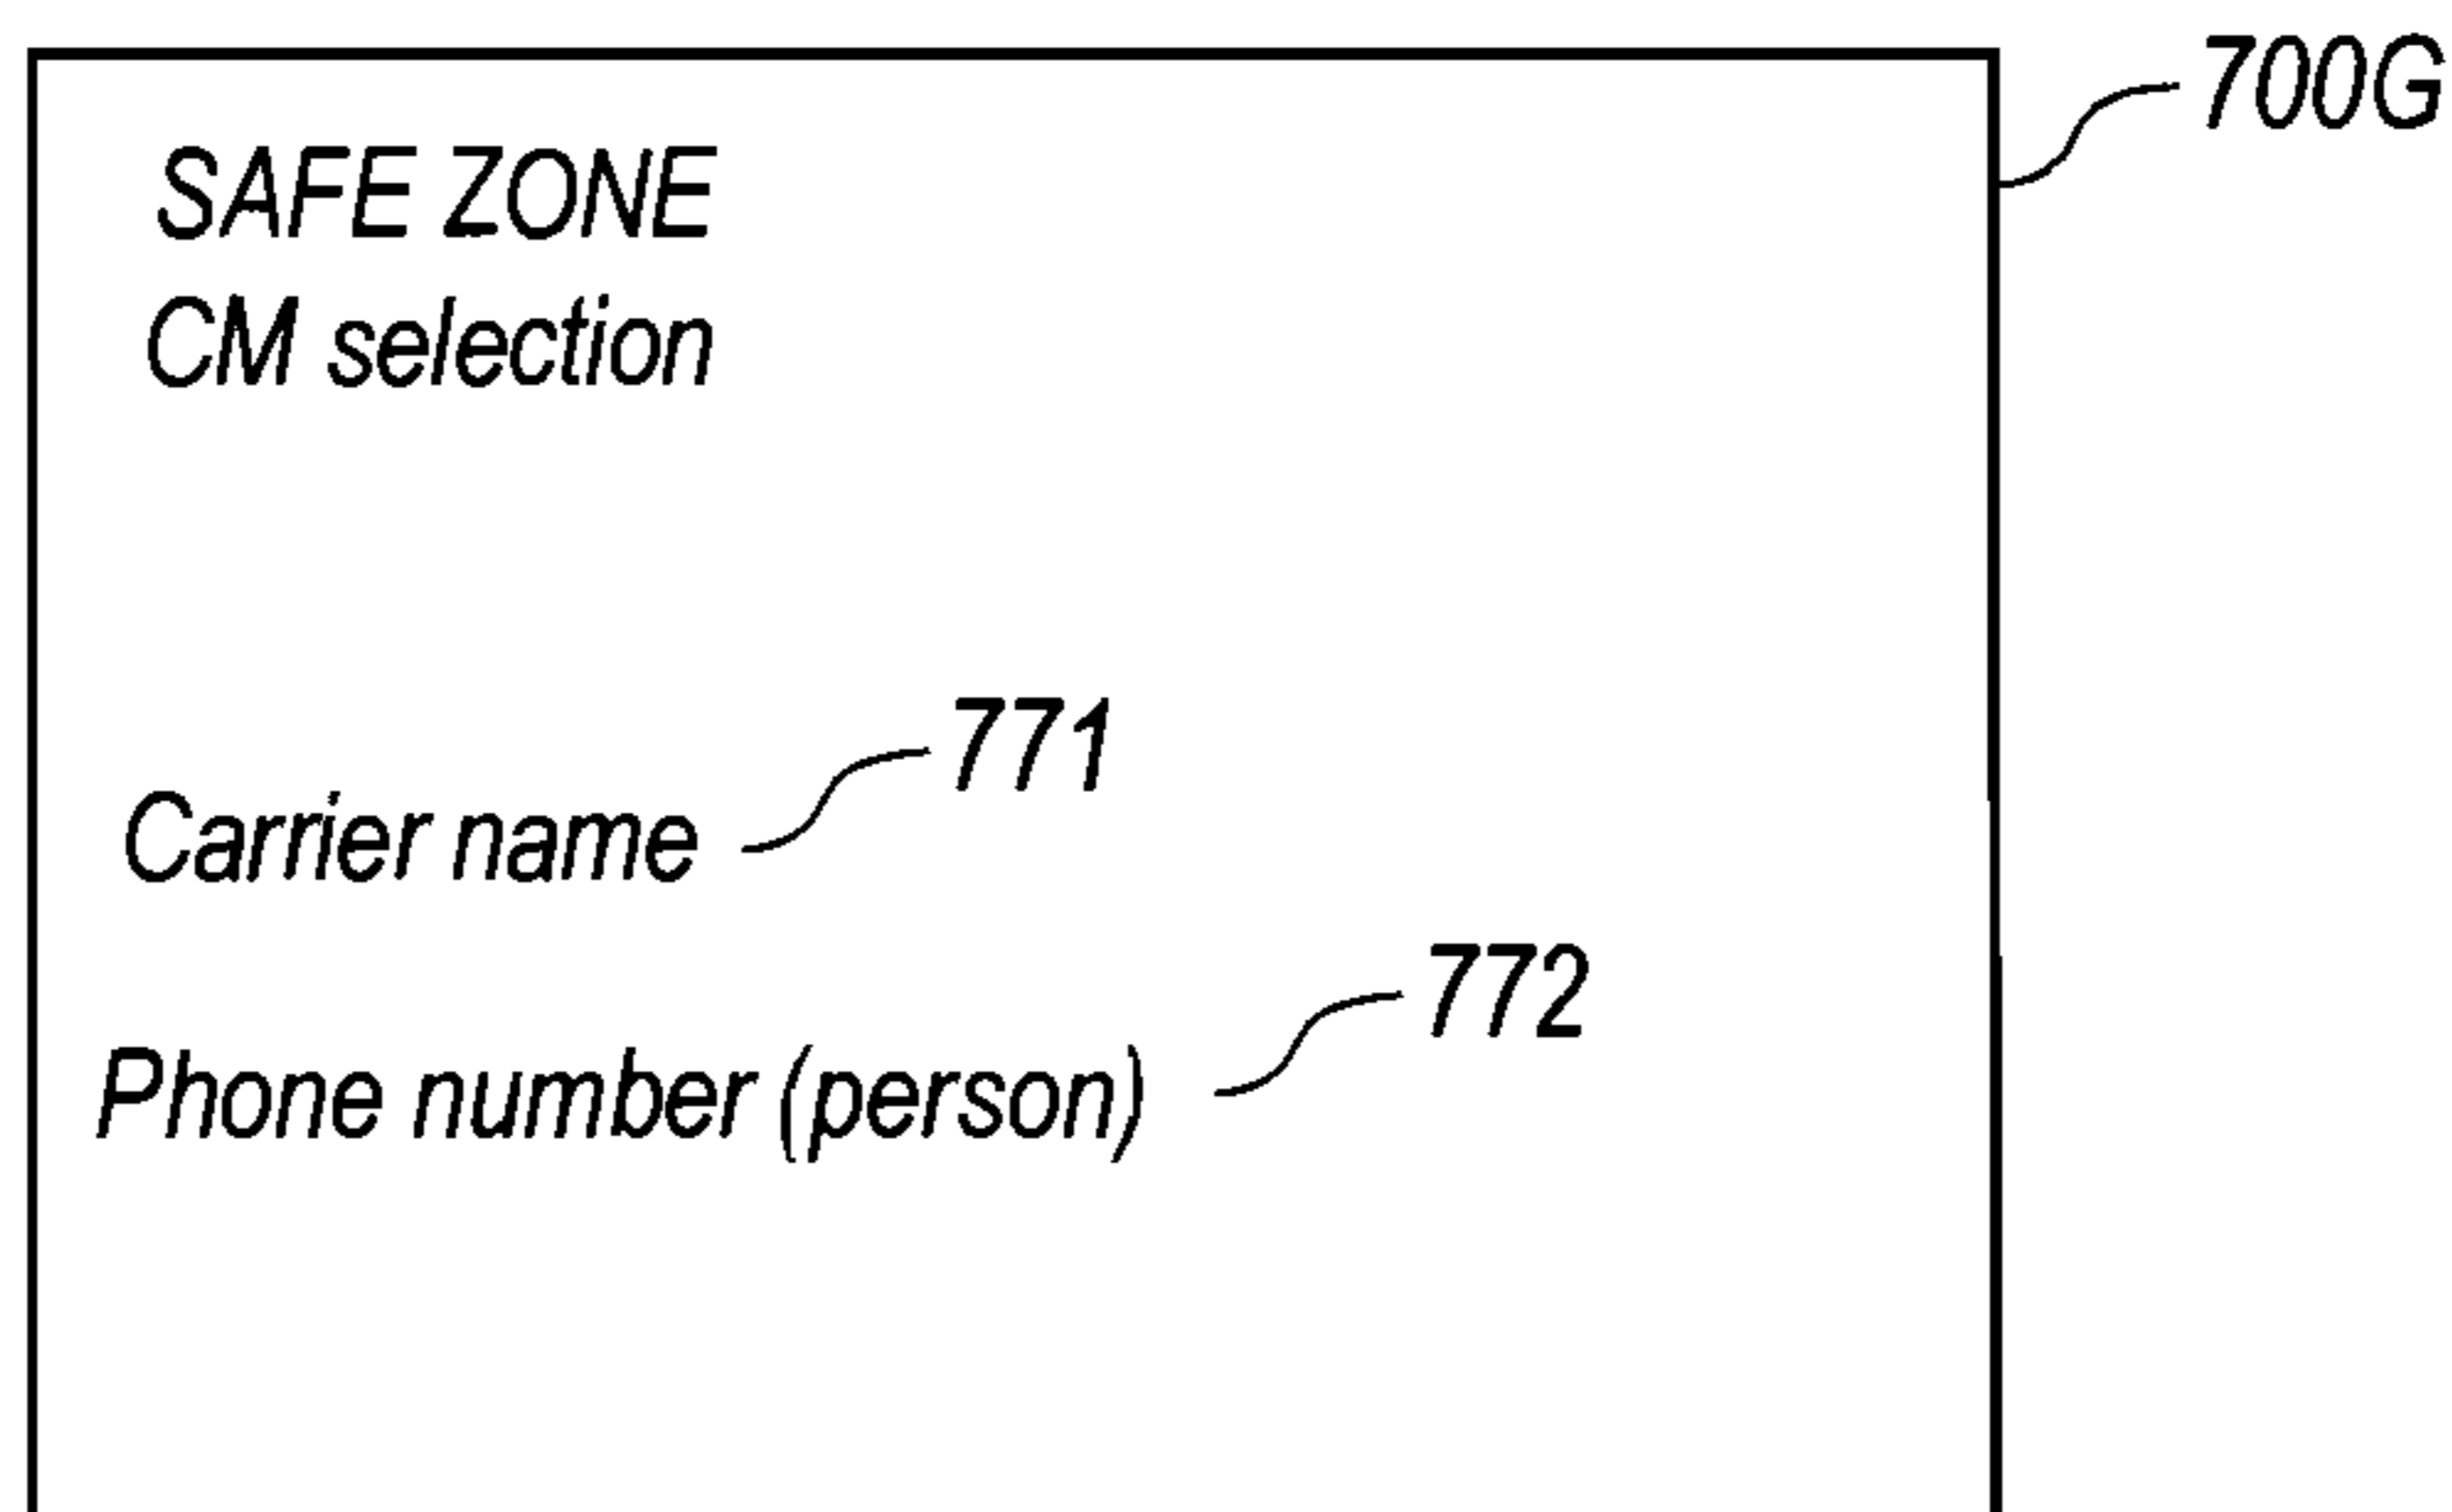 700G
SAFE ZONE
CM selection
771
Carrier name
772
Phone number (person)